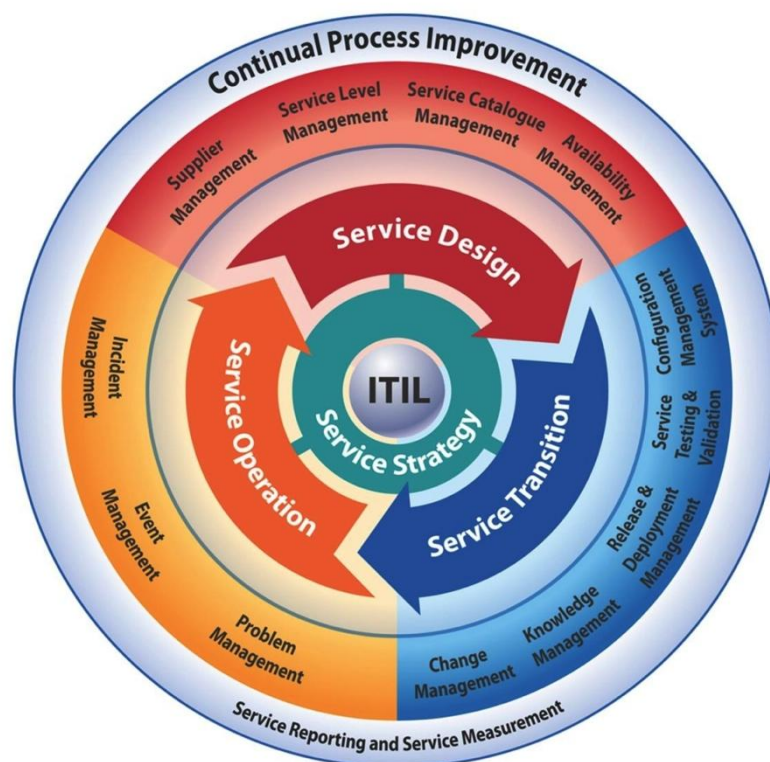 Continual Process Improvement
Supplier
Management
Service Level
Management
Service Catalogue
Management
Availability
Management
Configuration
Management
System
Service
Testing &
Validation
Release &
Deployment
Management
Knowledge
Management
Change
Management
Problem
Management
Event
Management
Incident
Management
Service Design
Service Transition
Service Operation
Service Strategy
ITIL
Service Reporting and Service Measurement